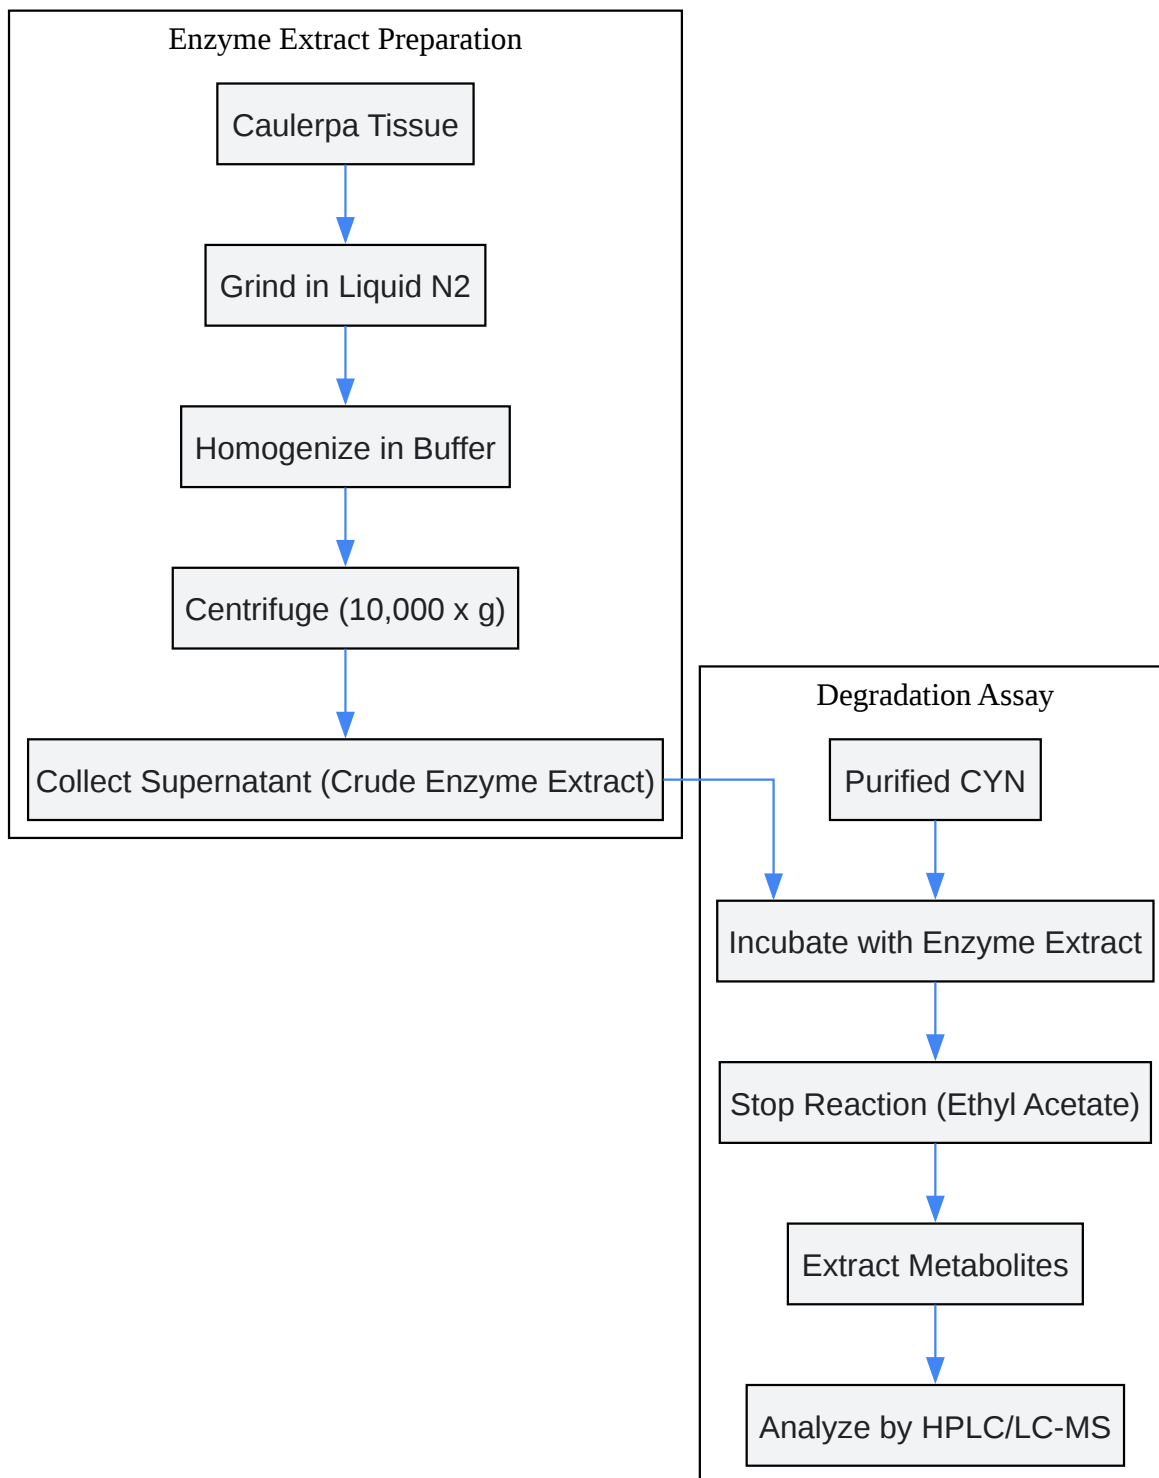 Enzyme Extract Preparation
Caulerpa Tissue
Grind in Liquid N2
Homogenize in Buffer
Centrifuge (10,000 x g)
Collect Supernatant (Crude Enzyme Extract)
Degradation Assay
Purified CYN
Incubate with Enzyme Extract
Stop Reaction (Ethyl Acetate)
Extract Metabolites
Analyze by HPLC/LC-MS